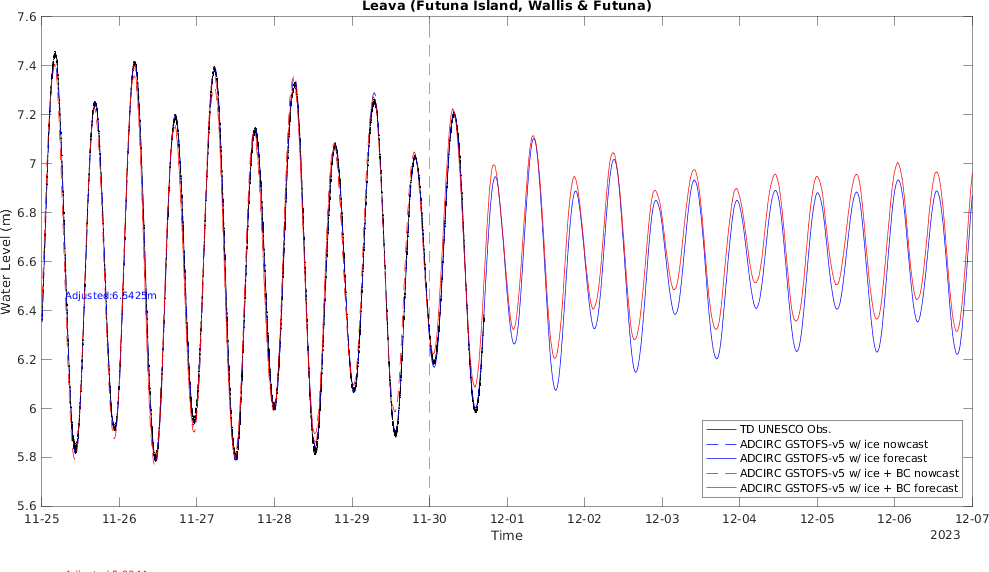 Leava (Futuna Island, Wallis & Futuna)
7.6
7.4
7.2
7
6.8
6.6
6.4
6.2
6
5.8
5.6
Water Level (m)
Adjusted:6.6425m
TD UNESCO Obs.
ADCIRC GSTOFS-v5 w/ ice nowcast
ADCIRC GSTOFS-v5 w/ ice forecast
ADCIRC GSTOFS-v5 w/ ice + BC nowcast
ADCIRC GSTOFS-v5 w/ ice + BC forecast
11-25 11-26 11-27 11-28 11-29 11-30 12-01 12-02 12-03 12-04 12-05 12-06 12-07
Time
2023